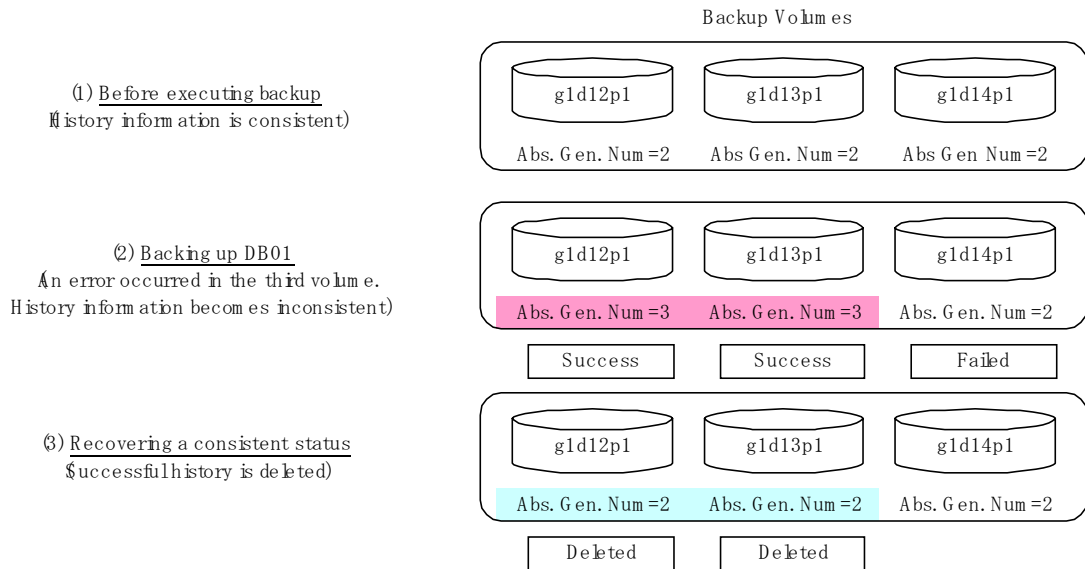 Backup Volumes
(1) Before executing backup
(History information is consistent)
g1d12p1 g1d13p1 g1d14p1
Abs. Gen. Num=2 Abs Gen. Num=2 Abs Gen Num=2
(2) Backing up DB01
(An error occurred in the third volume.
History information becomes inconsistent)
g1d12p1 g1d13p1 g1d14p1
Abs. Gen. Num=3 Abs. Gen. Num=3 Abs. Gen. Num=2
Success Success Failed
(3) Recovering a consistent status
(Successful history is deleted)
g1d12p1 g1d13p1 g1d14p1
Abs. Gen. Num=2 Abs. Gen. Num=2 Abs. Gen. Num=2
Deleted Deleted